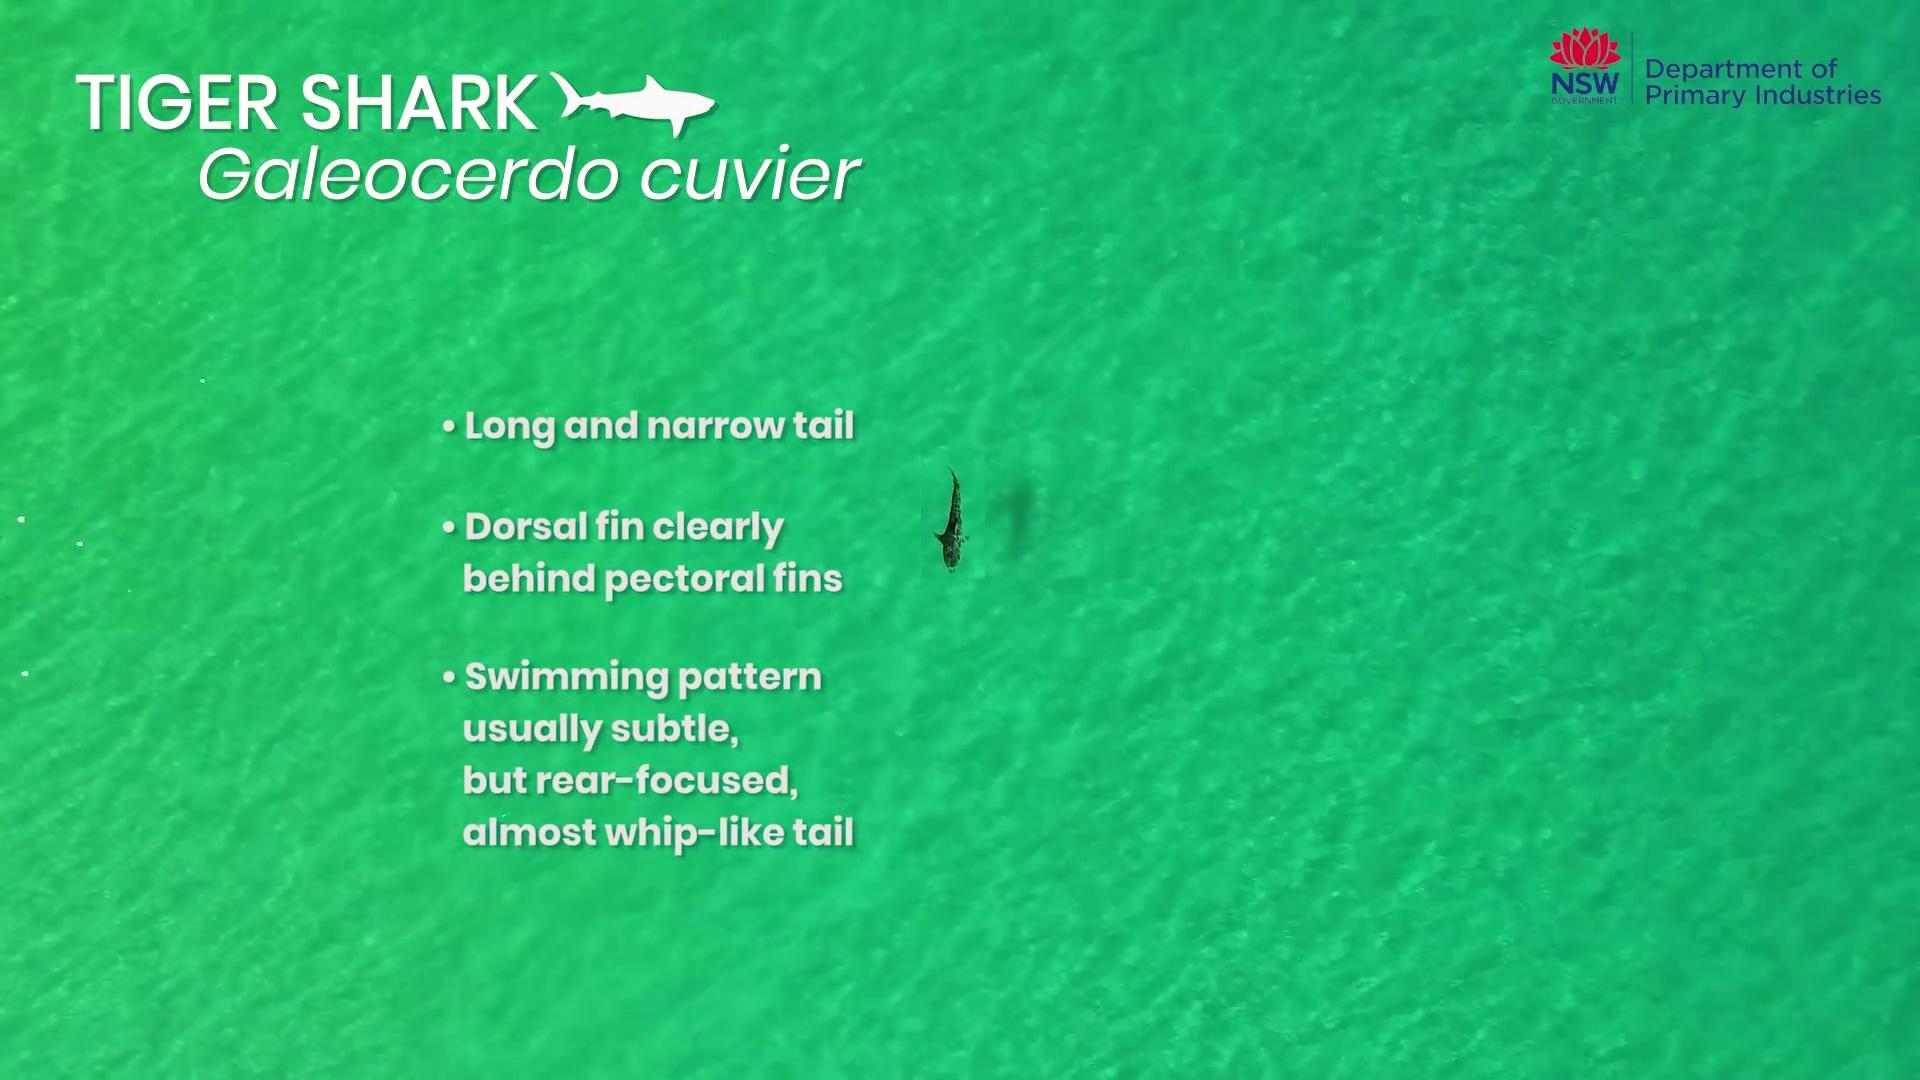 TIGER SHARK
Galeocerdo cuvier
NSW
GOVERNMENT
Department of
Primary Industries
• Long and narrow tail
• Dorsal fin clearly
behind pectoral fins
• Swimming pattern
usually subtle,
but rear-focused,
almost whip-like tail